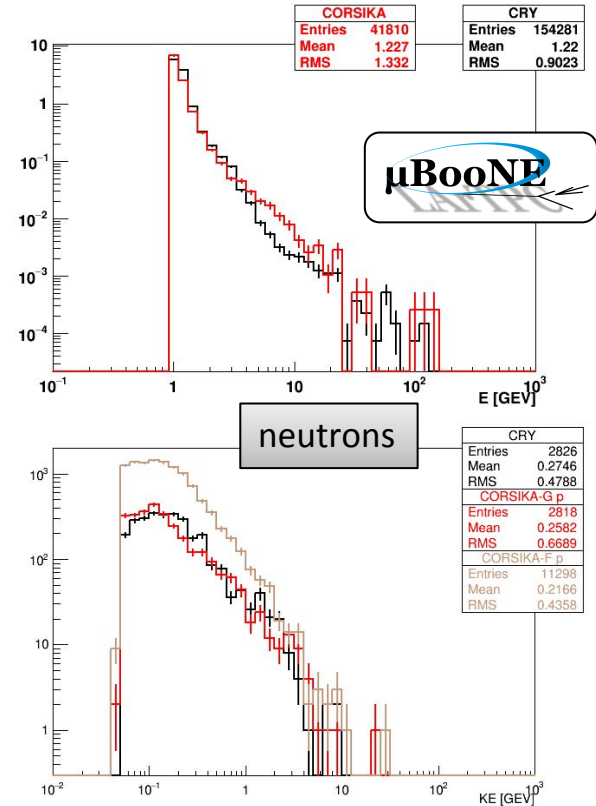 CORSIKA
Entries 41810
Mean 1.227
RMS 1.332
CRY
Entries 154281
Mean 1.22
RMS 0.9023
10
1
10⁻¹
10⁻²
10⁻³
10⁻⁴
µBooNE
LArTPC
10⁻¹ 1 10 10² 10³
E [GEV]
neutrons
CRY
Entries 2826
Mean 0.2746
RMS 0.4788
CORSIKA-G p
Entries 2818
Mean 0.2582
RMS 0.6689
CORSIKA-F p
Entries 11298
Mean 0.2166
RMS 0.4358
10³
10²
10
1
10⁻² 10⁻¹ 1 10 10² 10³
KE [GEV]